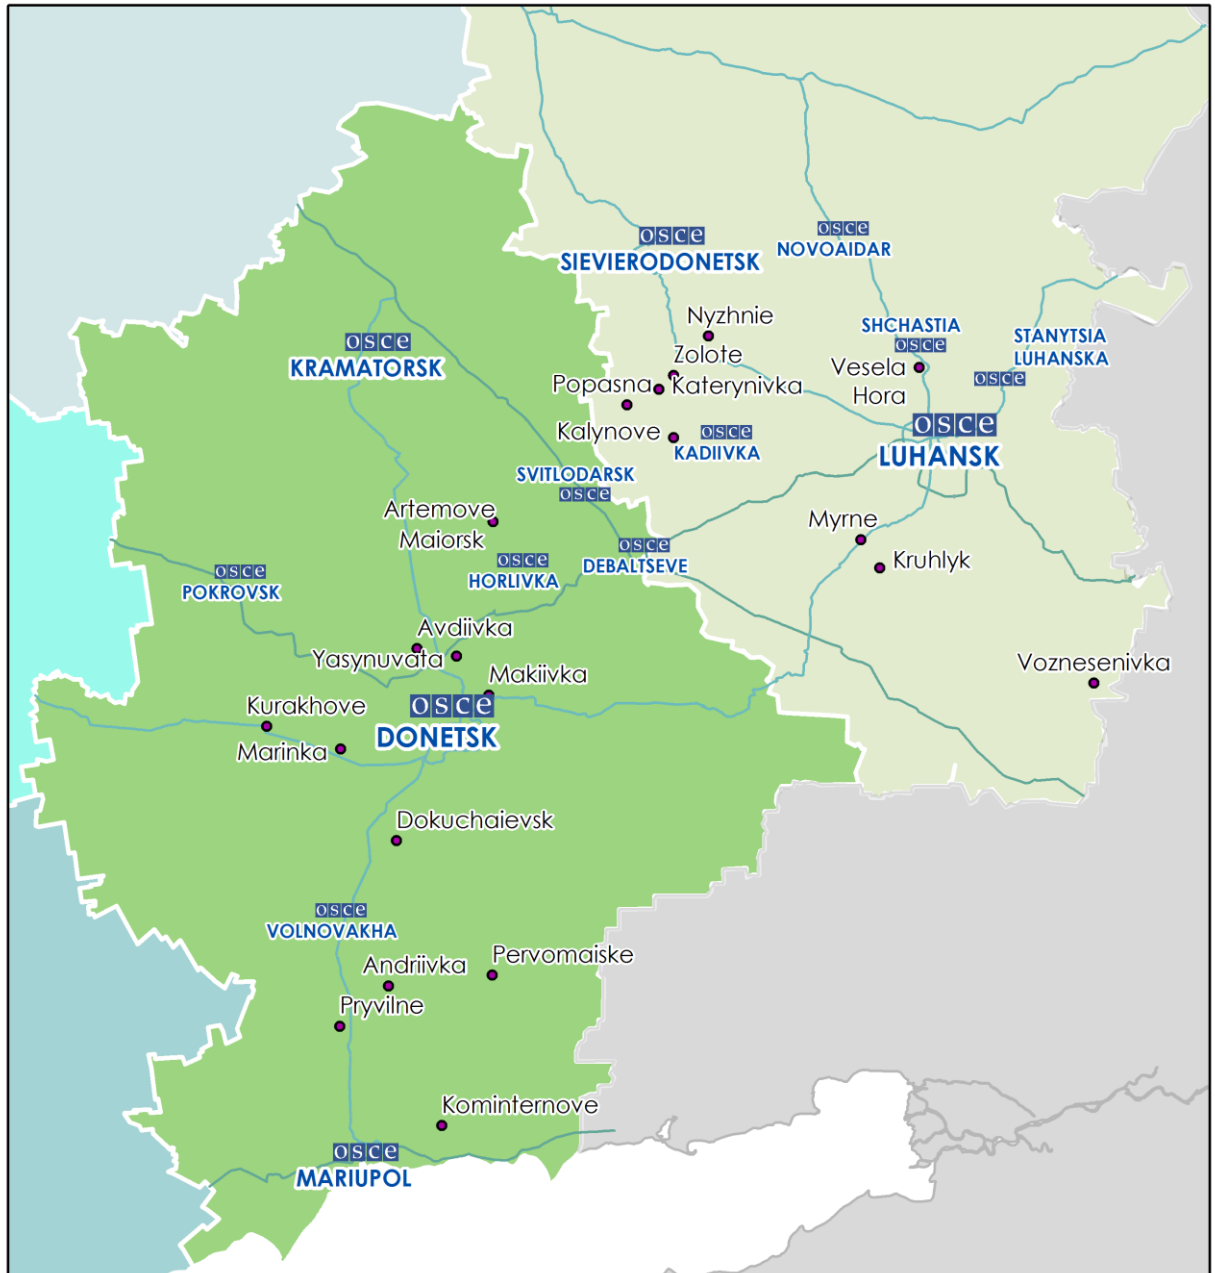 osce
SIEVIERODONETSK
osce
NOVOAIDAR
Nyzhnie
SHCHASTIA
osce
STANYTSIA
LUHANSKA
osce
osce
KRAMATORSK
Zolote
Vesela
Hora
Popasna
Katerynivka
osce
LUHANSK
Kalynove
osce
KADIIVKA
SVITLODARSK
osce
Artemove
Maiorsk
Myrne
osce
DEBALTSEVE
osce
HORLIVKA
Kruhlyk
osce
POKROVSK
Avdiivka
Yasynuvata
Makiivka
Voznesenivka
osce
DONETSK
Kurakhove
Marinka
Dokuchaievsk
osce
VOLNOVAKHA
Pervomaiske
Andriivka
Pryvilne
Kominternove
osce
MARIUPOL